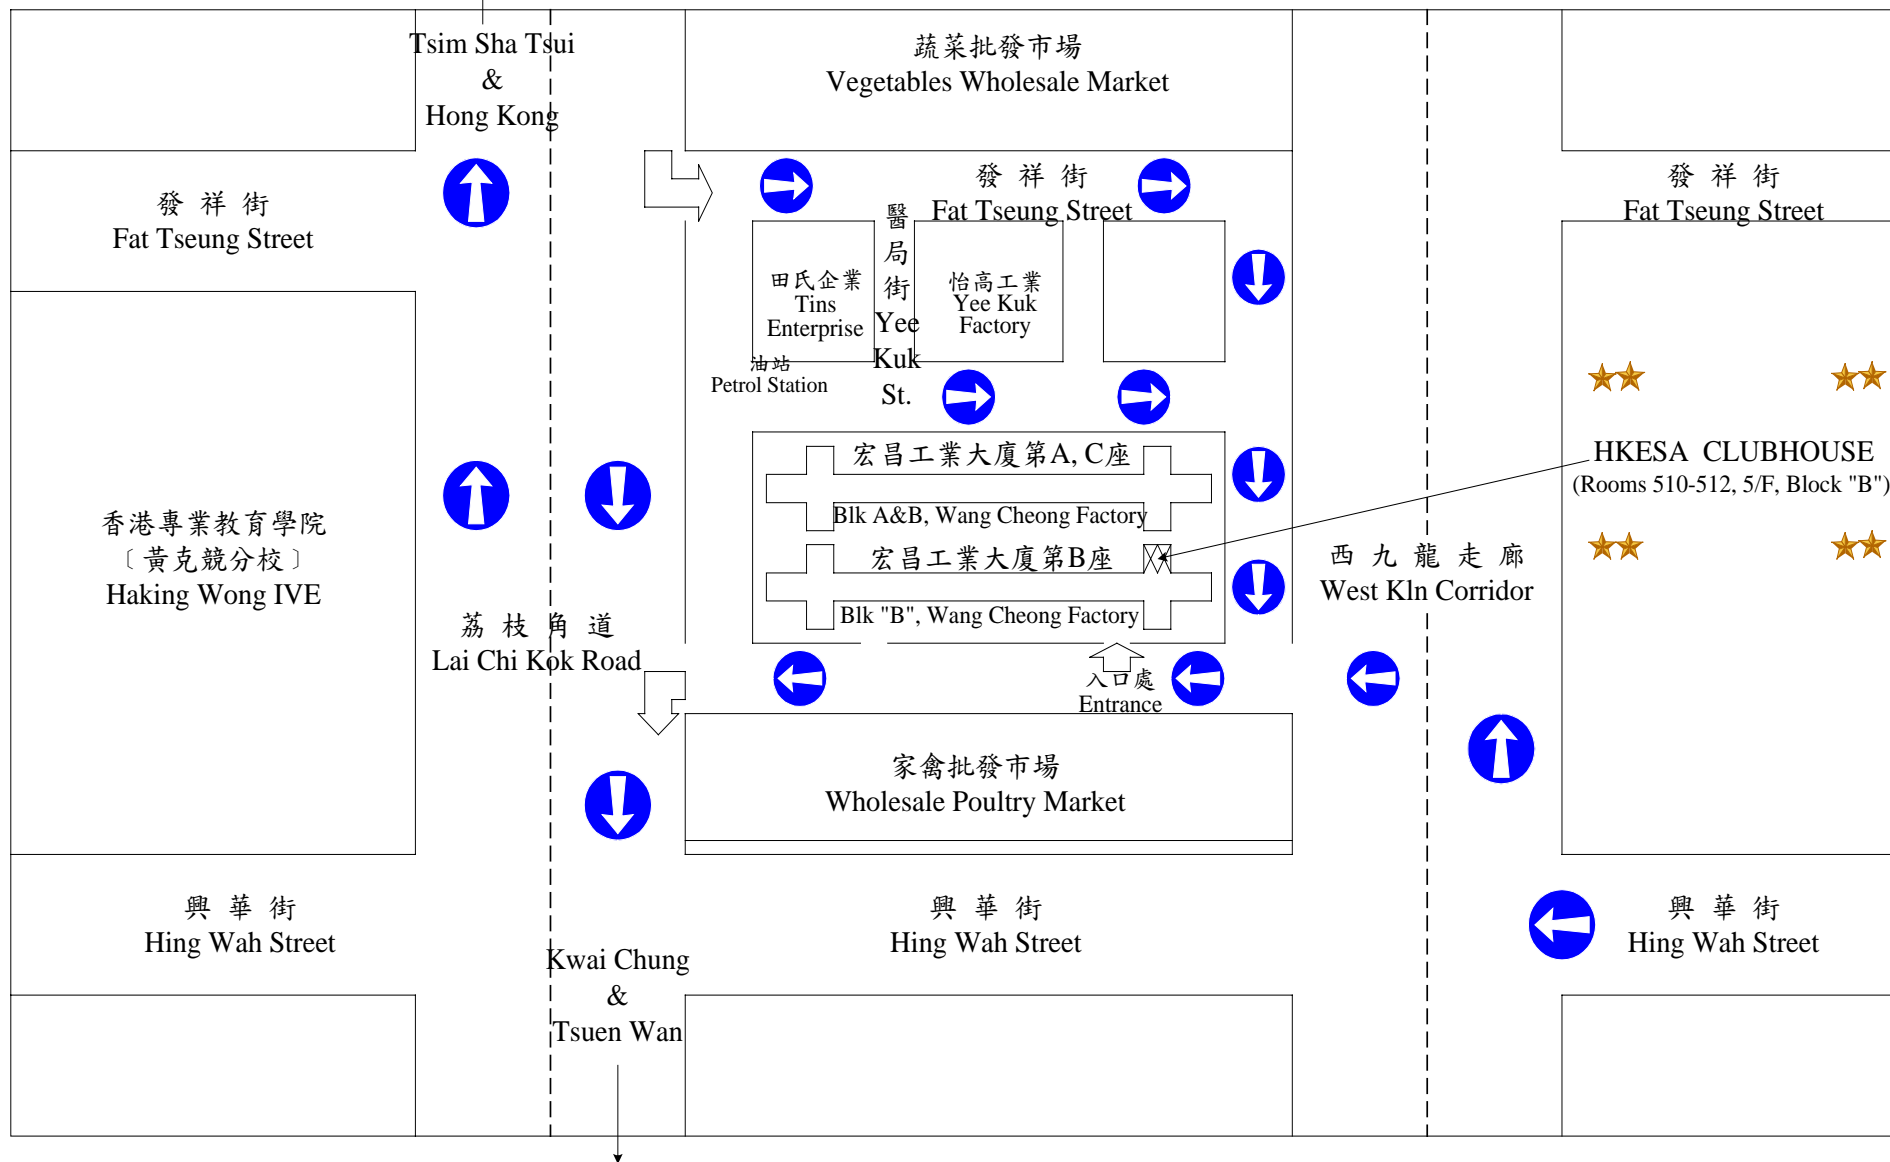 Tsim Sha Tsui
&
Hong Kong
蔬菜批發市場
Vegetables Wholesale Market
發 祥 街
Fat Tseung Street
發 祥 街
Fat Tseung Street
發 祥 街
Fat Tseung Street
田氏企業
Tins
Enterprise
醫
局
街
Yee
Kuk
St.
怡高工業
Yee Kuk
Factory
油站
Petrol Station
宏昌工業大廈第A, C座
Blk A&B, Wang Cheong Factory
宏昌工業大廈第B座
Blk "B", Wang Cheong Factory
HKESA CLUBHOUSE
(Rooms 510-512, 5/F, Block "B")
香港專業教育學院
〔黃克競分校〕
Haking Wong IVE
荔 枝 角 道
Lai Chi Kok Road
西 九 龍 走 廊
West Kln Corridor
入口處
Entrance
家禽批發市場
Wholesale Poultry Market
興 華 街
Hing Wah Street
興 華 街
Hing Wah Street
興 華 街
Hing Wah Street
Kwai Chung
&
Tsuen Wan